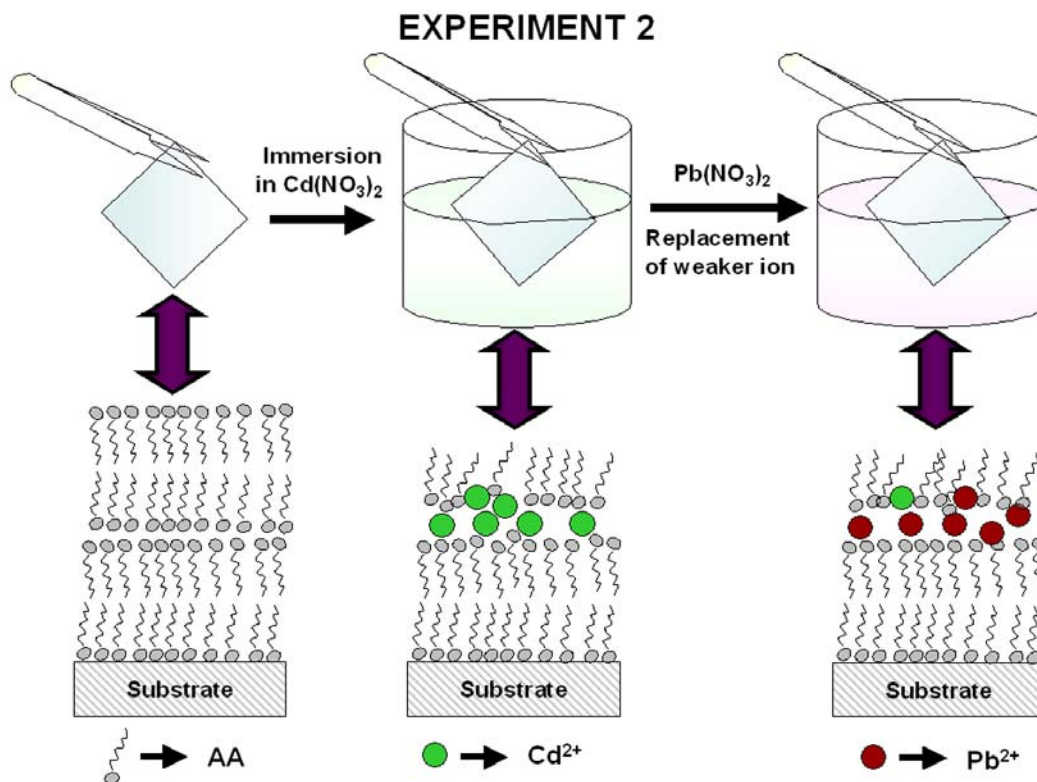 EXPERIMENT 2
Immersion
in Cd(NO₃)₂
Pb(NO₃)₂
Replacement
of weaker ion
Substrate
Substrate
Substrate
AA
Cd²⁺
Pb²⁺